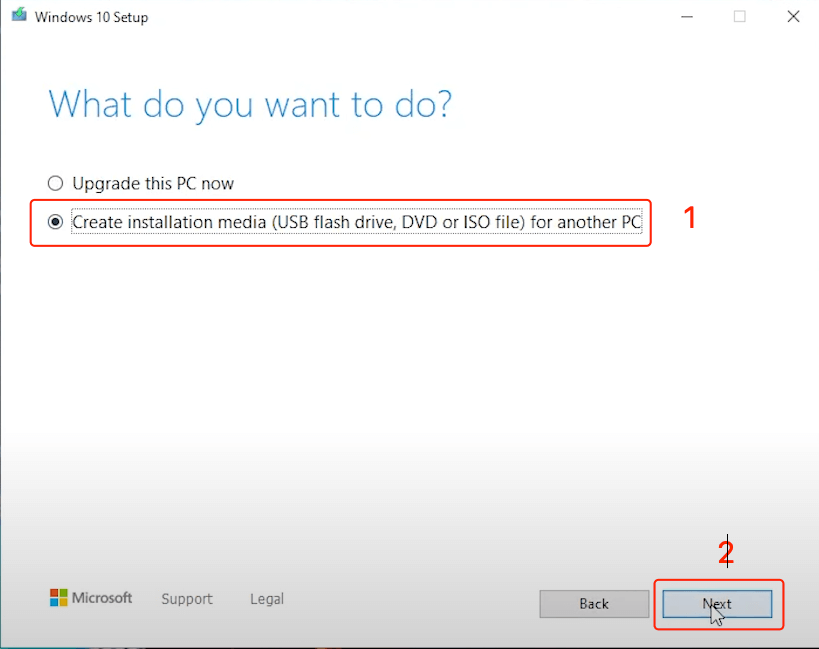 Windows 10 Setup
What do you want to do?
Upgrade this PC now
Create installation media (USB flash drive, DVD or ISO file) for another PC
1
2
Microsoft Support Legal Back Next